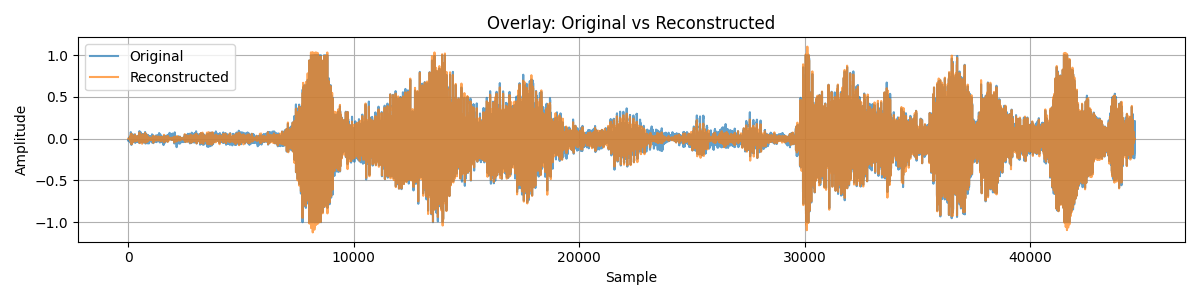 Overlay: Original vs Reconstructed
Original
Reconstructed
Amplitude
1.0
0.5
0.0
−0.5
−1.0
0 10000 20000 30000 40000
Sample